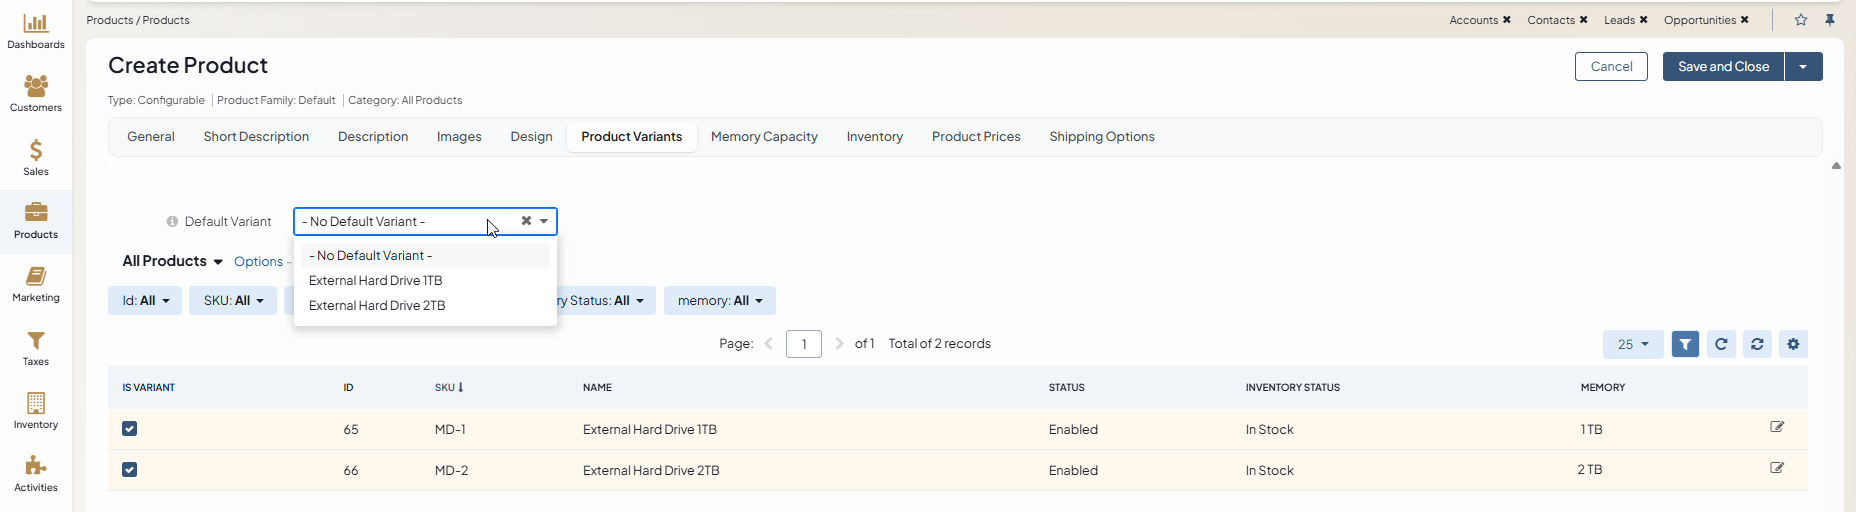 Dashboards
Customers
Sales
Products
Marketing
Taxes
Inventory
Activities
Products / Products
Accounts ✖ Contacts ✖ Leads ✖ Opportunities ✖
Create Product
Cancel Save and Close
Type: Configurable | Product Family: Default | Category: All Products
General Short Description Description Images Design Product Variants Memory Capacity Inventory Product Prices Shipping Options
Default Variant - No Default Variant - ✖
- No Default Variant -
External Hard Drive 1TB
External Hard Drive 2TB
All Products Options -
Id: All SKU: All Status: All memory: All
Page: 1 of 1 Total of 2 records 25
IS VARIANT ID SKU NAME STATUS INVENTORY STATUS MEMORY
65 MD-1 External Hard Drive 1TB Enabled In Stock 1 TB
66 MD-2 External Hard Drive 2TB Enabled In Stock 2 TB